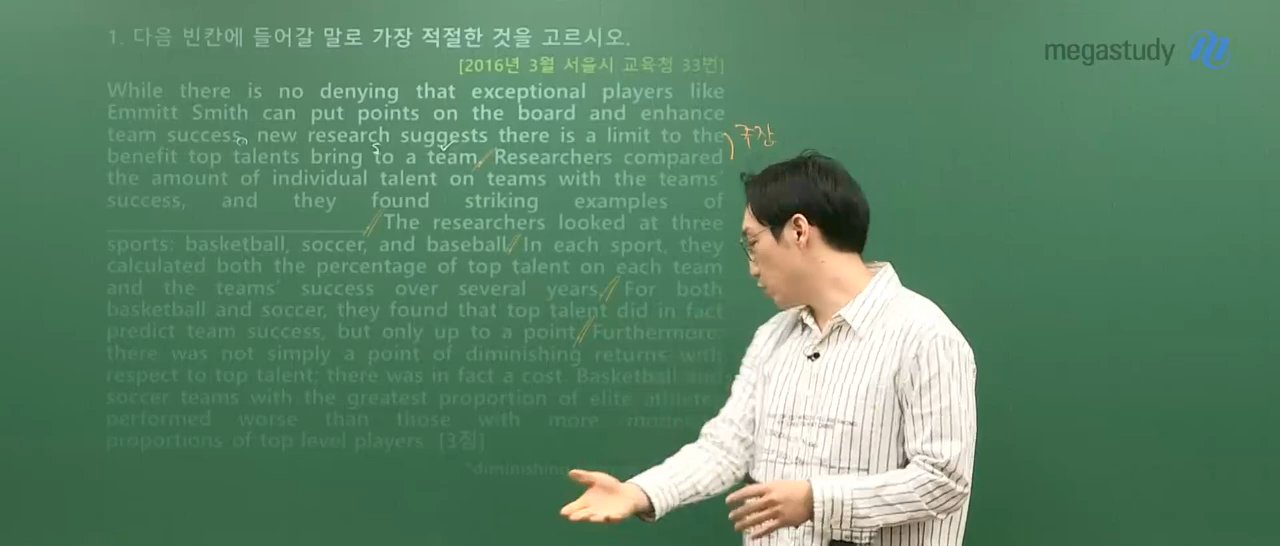 1. 다음 빈칸에 들어갈 말로 가장 적절한 것을 고르시오.
[2016년 3월 서울시 교육청 33번]
While there is no denying that exceptional players like
Emmitt Smith can put points on the board and enhance
team success, new research suggests there is a limit to the
benefit top talents bring to a team. Researchers compared
the amount of individual talent on teams with the teams'
success, and they found striking examples of
The researchers looked at three
sports: basketball, soccer, and baseball. In each sport, they
calculated both the percentage of top talent on each team
and the teams' success over several years. For both
basketball and soccer, they found that top talent did in fact
predict team success, but only up to a point. Furthermore,
there was not simply a point of diminishing returns with
respect to top talent; there was in fact a cost. Basketball and
soccer teams with the greatest proportion of elite athletes
performed worse than those with more moderate
proportions of top level players. [3점]
*diminishing
megastudy
주장